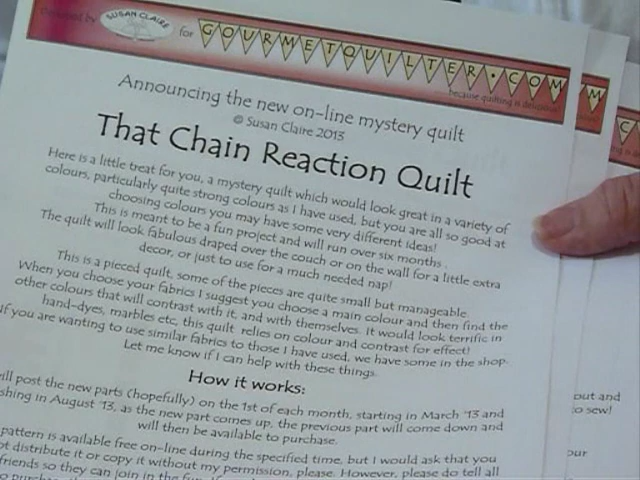 Designed by SUSAN CLAIRE for GOURMETQUILTER.COM
...because quilting is delicious!
Announcing the new on-line mystery quilt
© Susan Claire 2013
That Chain Reaction Quilt
Here is a little treat for you, a mystery quilt which would look great in a variety of
colours, particularly quite strong colours as I have used, but you are all so good at
choosing colours you may have some very different ideas!
This is meant to be a fun project and will run over six months.
The quilt will look fabulous draped over the couch or on the wall for a little extra
decor, or just to use for a much needed nap!
This is a pieced quilt, some of the pieces are quite small but manageable.
When you choose your fabrics I suggest you choose a main colour and then find the
other colours that will contrast with it, and with themselves. It would look terrific in
hand-dyes, marbles etc, this quilt relies on colour and contrast for effect!
If you are wanting to use similar fabrics to those I have used, we have some in the shop.
Let me know if I can help with these things.
How it works:
will post the new parts (hopefully) on the 1st of each month, starting in March '13 and
shing in August '13, as the new part comes up, the previous part will come down and
will then be available to purchase.
pattern is available free on-line during the specified time, but I would ask that you
ot distribute it or copy it without my permission, please. However, please do tell all
friends so they can join in the fun.
M
C
out and
o sew!
our